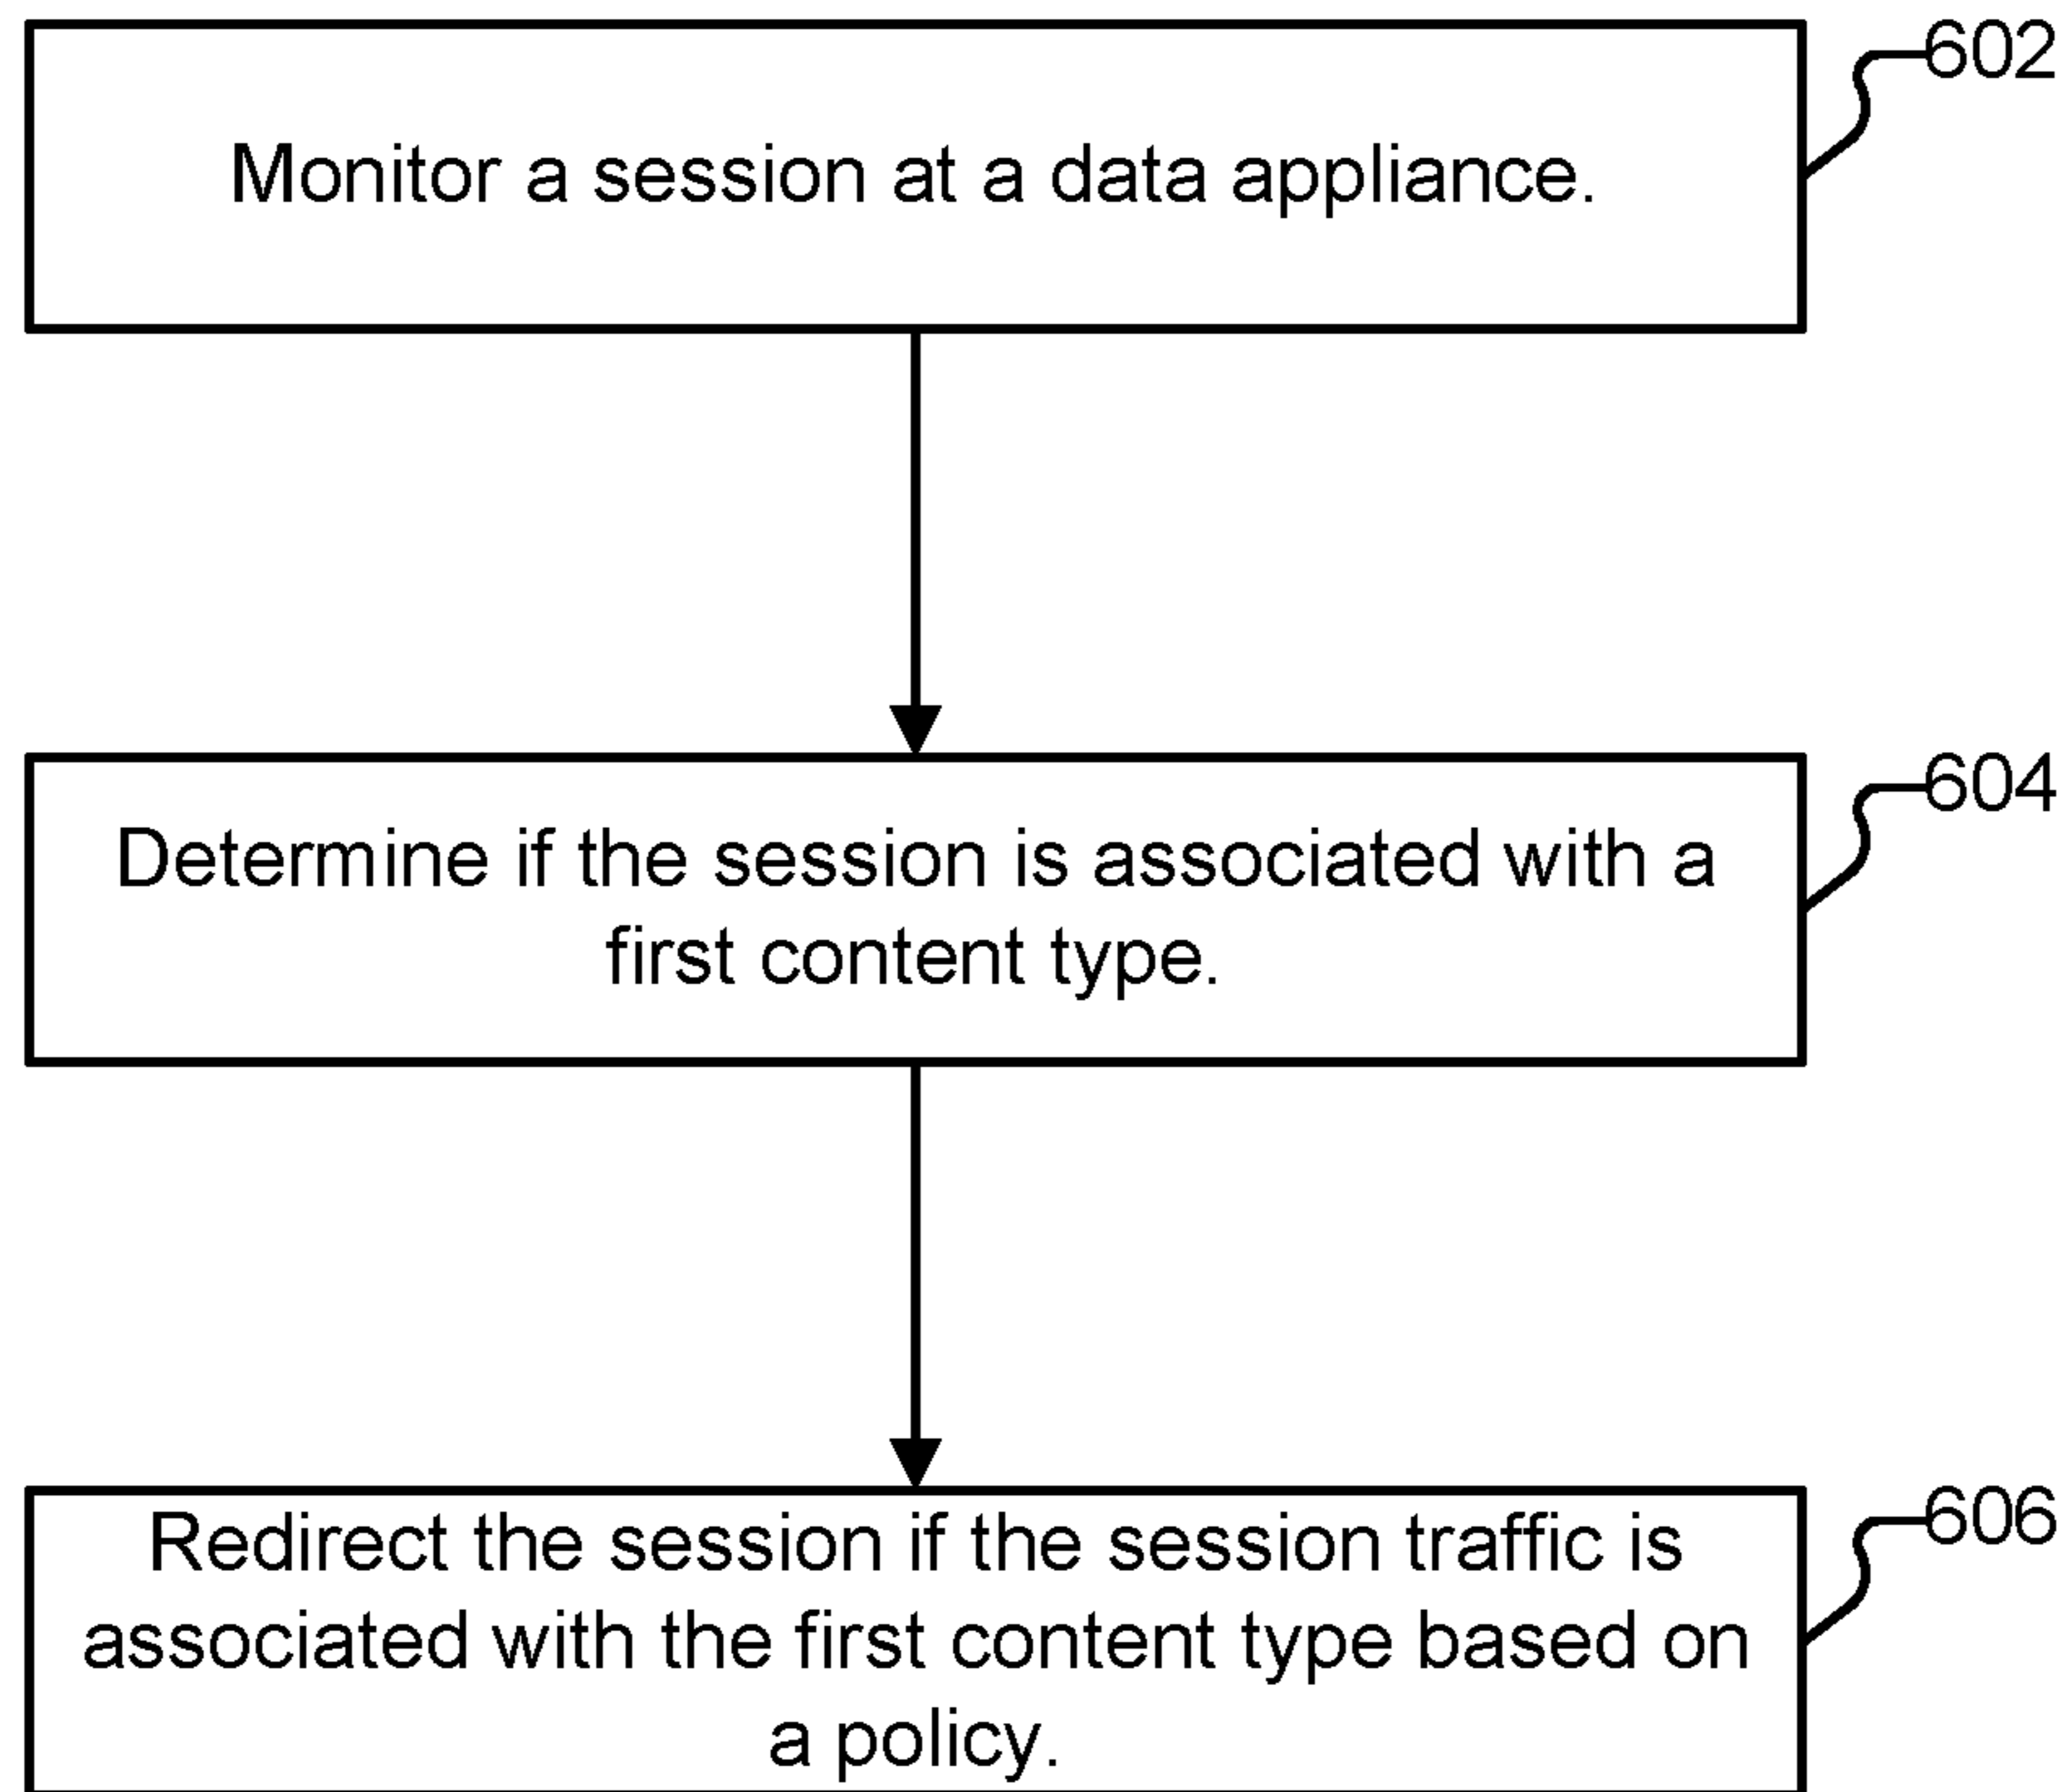 602
Monitor a session at a data appliance.
604
Determine if the session is associated with a
first content type.
606
Redirect the session if the session traffic is
associated with the first content type based on
a policy.